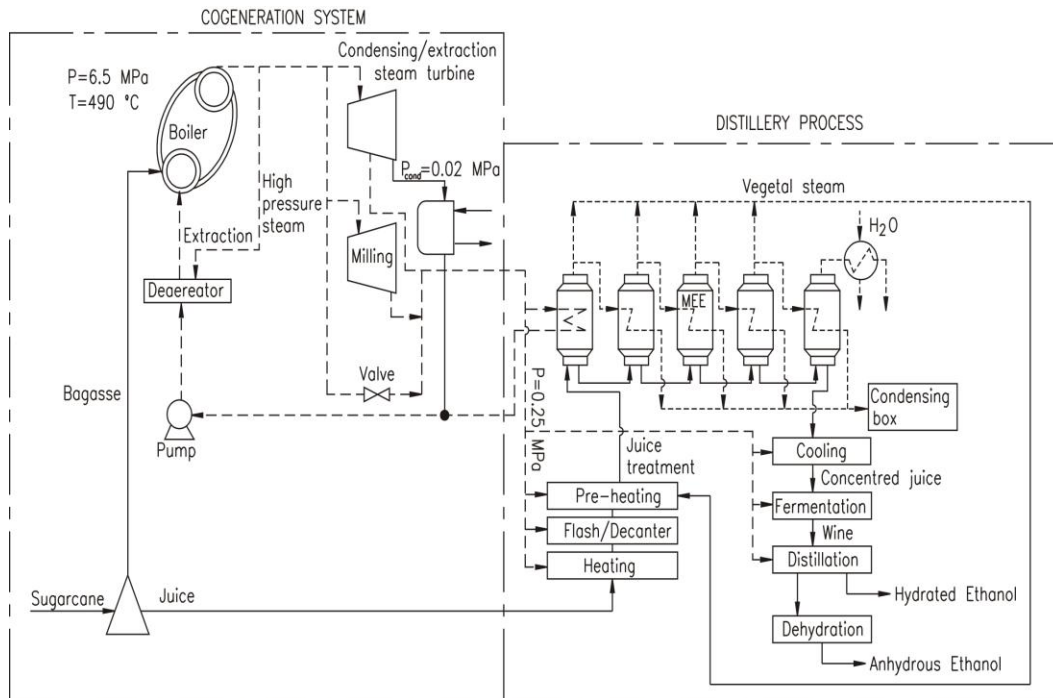 COGENERATION SYSTEM
Condensing/extraction
steam turbine
P=6.5 MPa
T=490 °C
Boiler
Pcond=0.02 MPa
High
pressure
steam
Extraction
Milling
Deaereator
Valve
Bagasse
Pump
Sugarcane
Juice
DISTILLERY PROCESS
Vegetal steam
H2O
MEE
P=0.25 MPa
Condensing
box
Juice
treatment
Cooling
Concentred juice
Pre-heating
Fermentation
Flash/Decanter
Wine
Heating
Distillation
Hydrated Ethanol
Dehydration
Anhydrous Ethanol